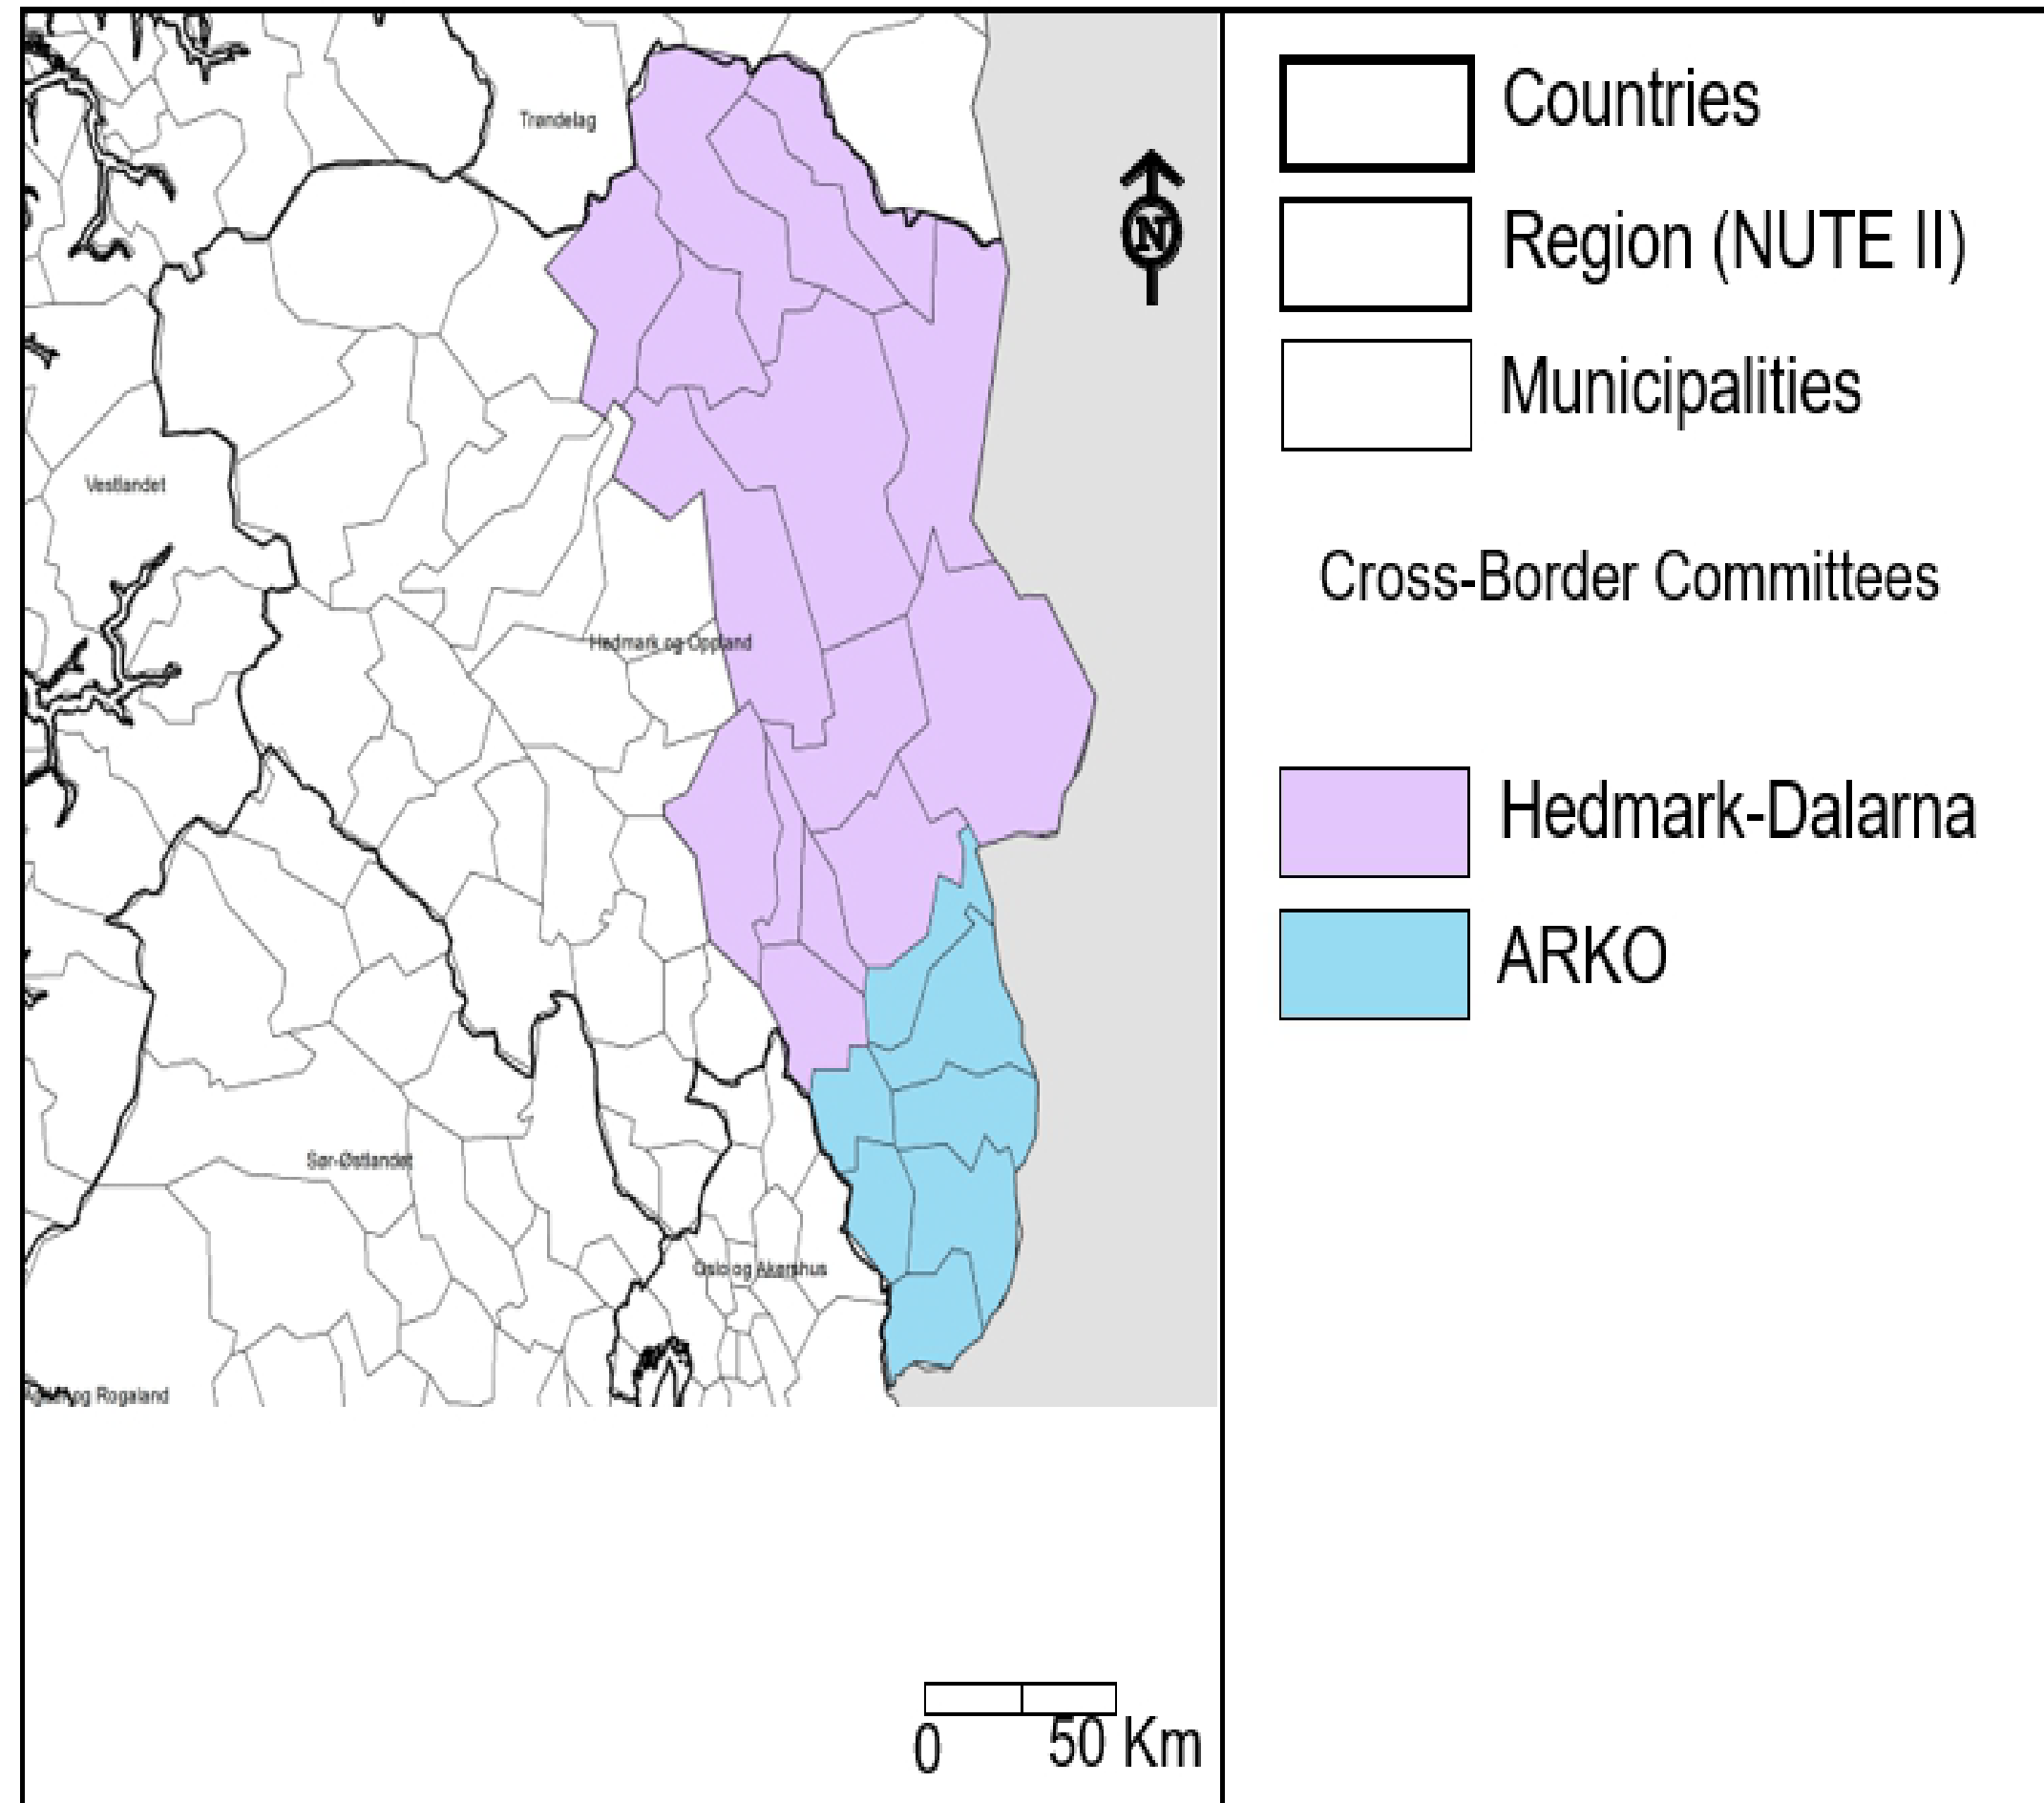 Trøndelag
Vestlandet
Hedmark og Oppland
Sør-Østlandet
Oslo og Akershus
og Rogaland
N
0 50 Km
Countries
Region (NUTE II)
Municipalities
Cross-Border Committees
Hedmark-Dalarna
ARKO